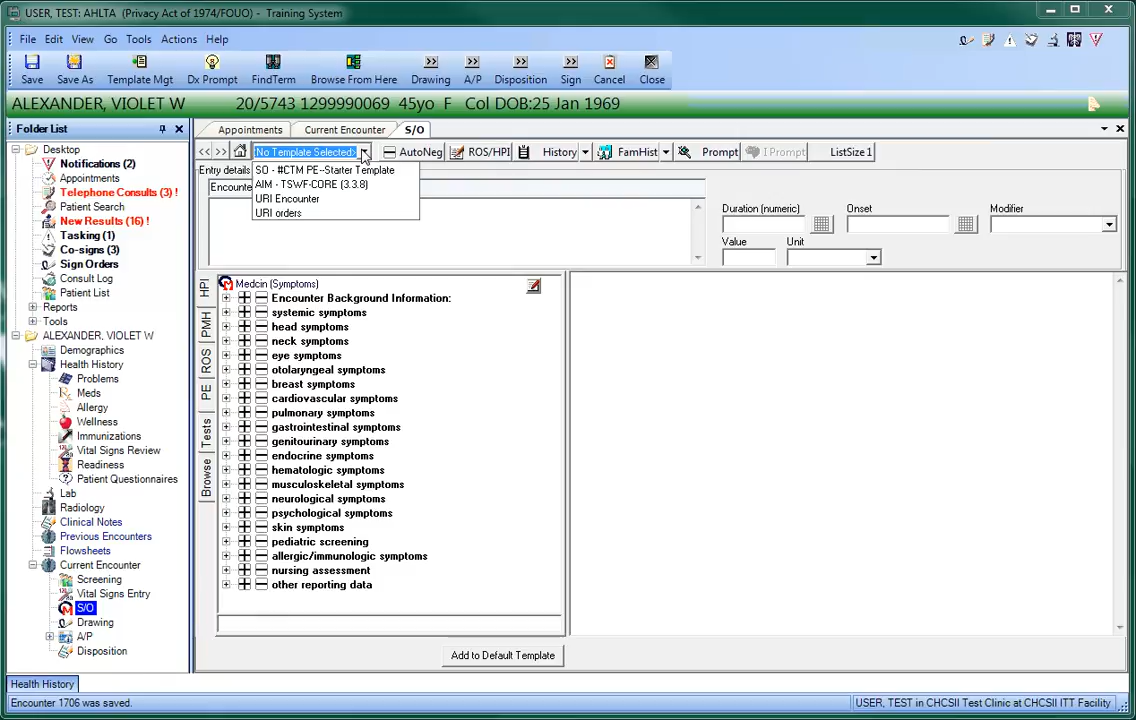 USER, TEST: AHLTA (Privacy Act of 1974/FOUO) - Training System
File Edit View Go Tools Actions Help
Save Save As Template Mgt Dx Prompt FindTerm Browse From Here Drawing A/P Disposition Sign Cancel Close
ALEXANDER, VIOLET W 20/5743 1299990069 45yo F Col DOB:25 Jan 1969
Folder List
Desktop
Notifications (2)
Telephone Consults (3) !
Patient Search
New Results (16) !
Tasking (1)
Co-signs (3)
Sign Orders
Consult Log
Patient List
Reports
Tools
ALEXANDER, VIOLET W
Demographics
Health History
Problems
Meds
Allergy
Wellness
Immunizations
Vital Signs Review
Readiness
Patient Questionnaires
Lab
Radiology
Clinical Notes
Previous Encounters
Flowsheets
Current Encounter
Screening
Vital Signs Entry
S/O
Drawing
A/P
Disposition
Health History
Appointments Current Encounter S/O
<< >> <No Template Selected> AutoNeg ROS/HPI History FamHist Prompt I Prompt ListSize 1
SO - #CTM PE--Starter Template
AIM - TSWF-CORE (3.3.8)
URI Encounter
URI orders
Entry details
Encounte
Duration (numeric) Onset Modifier
Value Unit
HPI
PMH
ROS
PE
Tests
Browse
Medcin (Symptoms)
Encounter Background Information:
systemic symptoms
head symptoms
neck symptoms
eye symptoms
otolaryngeal symptoms
breast symptoms
cardiovascular symptoms
pulmonary symptoms
gastrointestinal symptoms
genitourinary symptoms
endocrine symptoms
hematologic symptoms
musculoskeletal symptoms
neurological symptoms
psychological symptoms
skin symptoms
pediatric screening
allergic/immunologic symptoms
nursing assessment
other reporting data
Add to Default Template
Encounter 1706 was saved.
USER, TEST in CHCSII Test Clinic at CHCSII ITT Facility